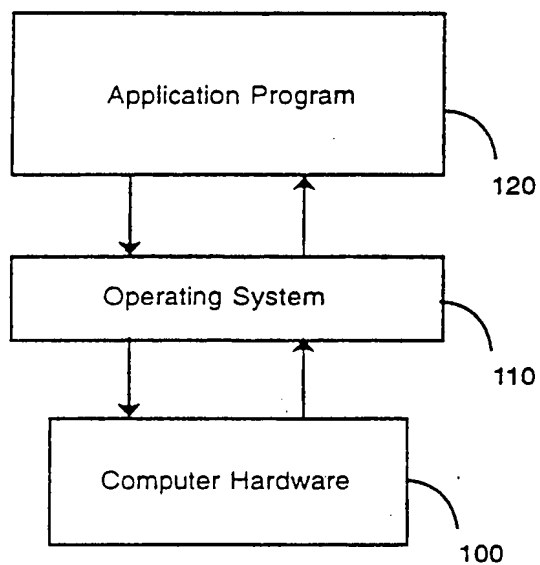 Application Program
120
Operating System
110
Computer Hardware
100